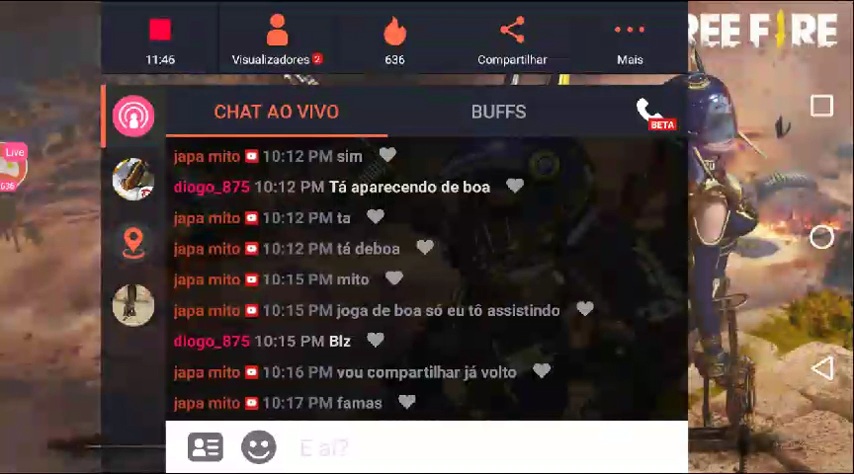 11:46
Visualizadores 2
636
Compartilhar
Mais
FREE FIRE
CHAT AO VIVO
BUFFS
BETA
Live
636
japa mito 10:12 PM sim
diogo_875 10:12 PM Tá aparecendo de boa
japa mito 10:12 PM ta
japa mito 10:12 PM tá deboa
japa mito 10:15 PM mito
japa mito 10:15 PM joga de boa só eu tô assistindo
diogo_875 10:15 PM Blz
japa mito 10:16 PM vou compartilhar já volto
japa mito 10:17 PM famas
E aí?